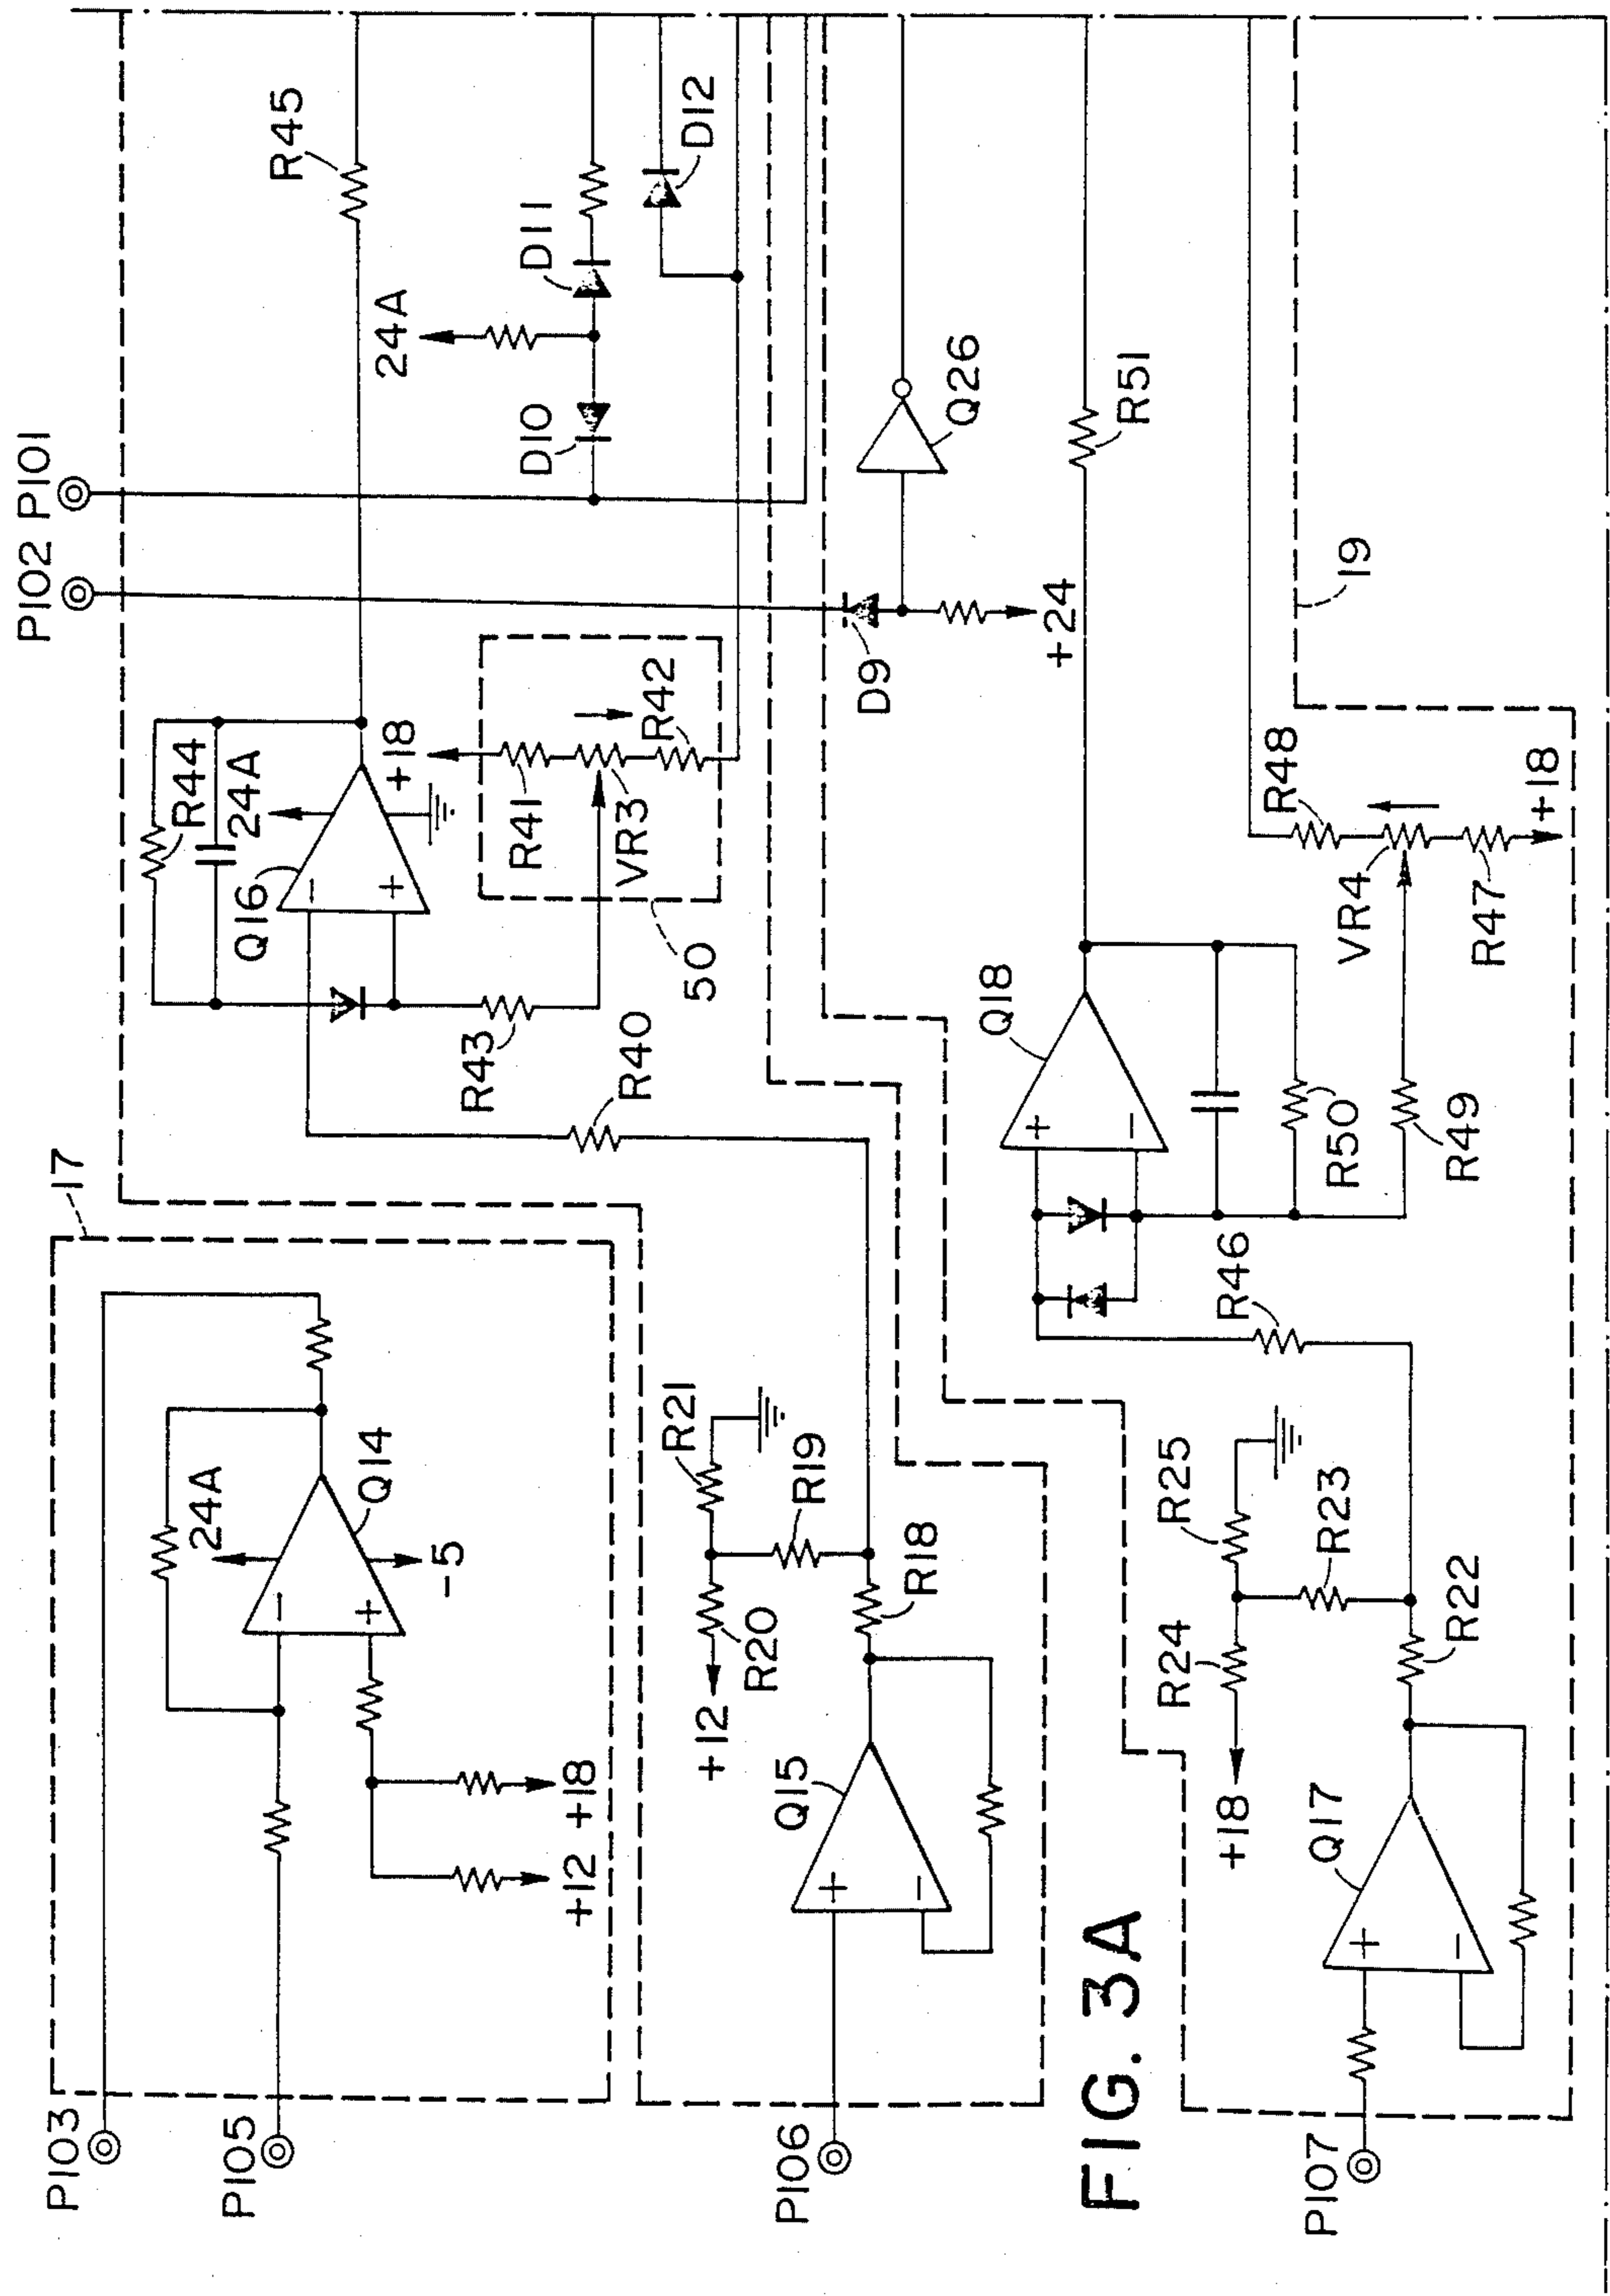 P102
P101
R45
D11
D12
24A
D10
Q26
R51
19
+24
D9
R44
24A
+18
Q16
R41
R42
VR3
50
R43
R40
R48
+18
VR4
R47
Q18
+
−
R50
R49
R46
17
24A
Q14
−5
−
+
+18
+12
R21
R19
R20
R18
+12
Q15
+
−
R25
R23
R24
R22
+18
Q17
+
−
−
+
P103
P105
P106
P107
FIG. 3A